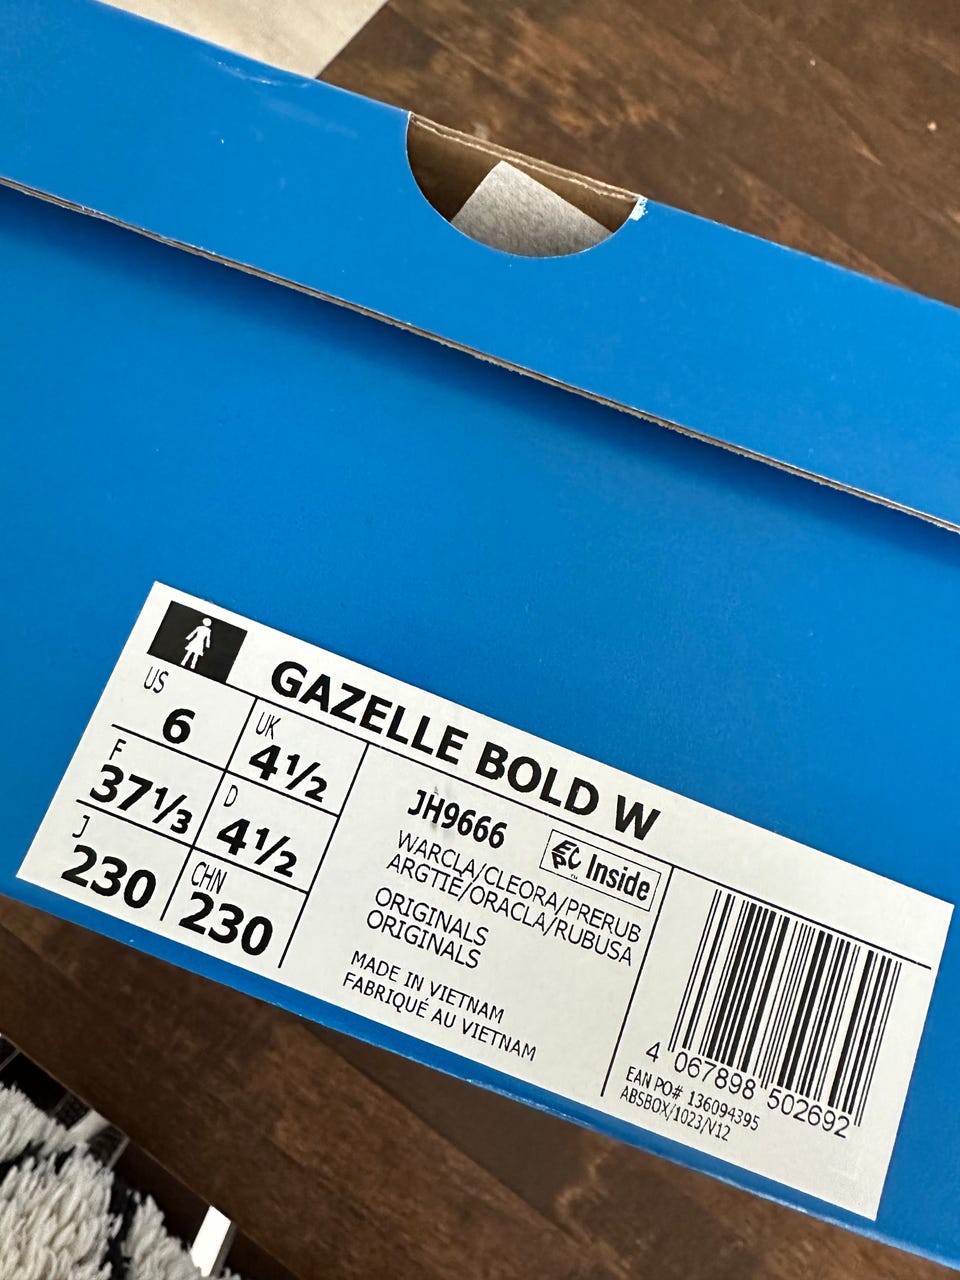 GAZELLE BOLD W
US
6
UK
4½
F
37⅓
D
4½
J
230
CHN
230
JH9666
Inside
WARCLA/CLEORA/PRERUB
ARGTIE/ORACLA/RUBUSA
ORIGINALS
ORIGINALS
MADE IN VIETNAM
FABRIQUÉ AU VIETNAM
4 067898 502692
EAN PO# 136094395
ABSBOX/1023/V12